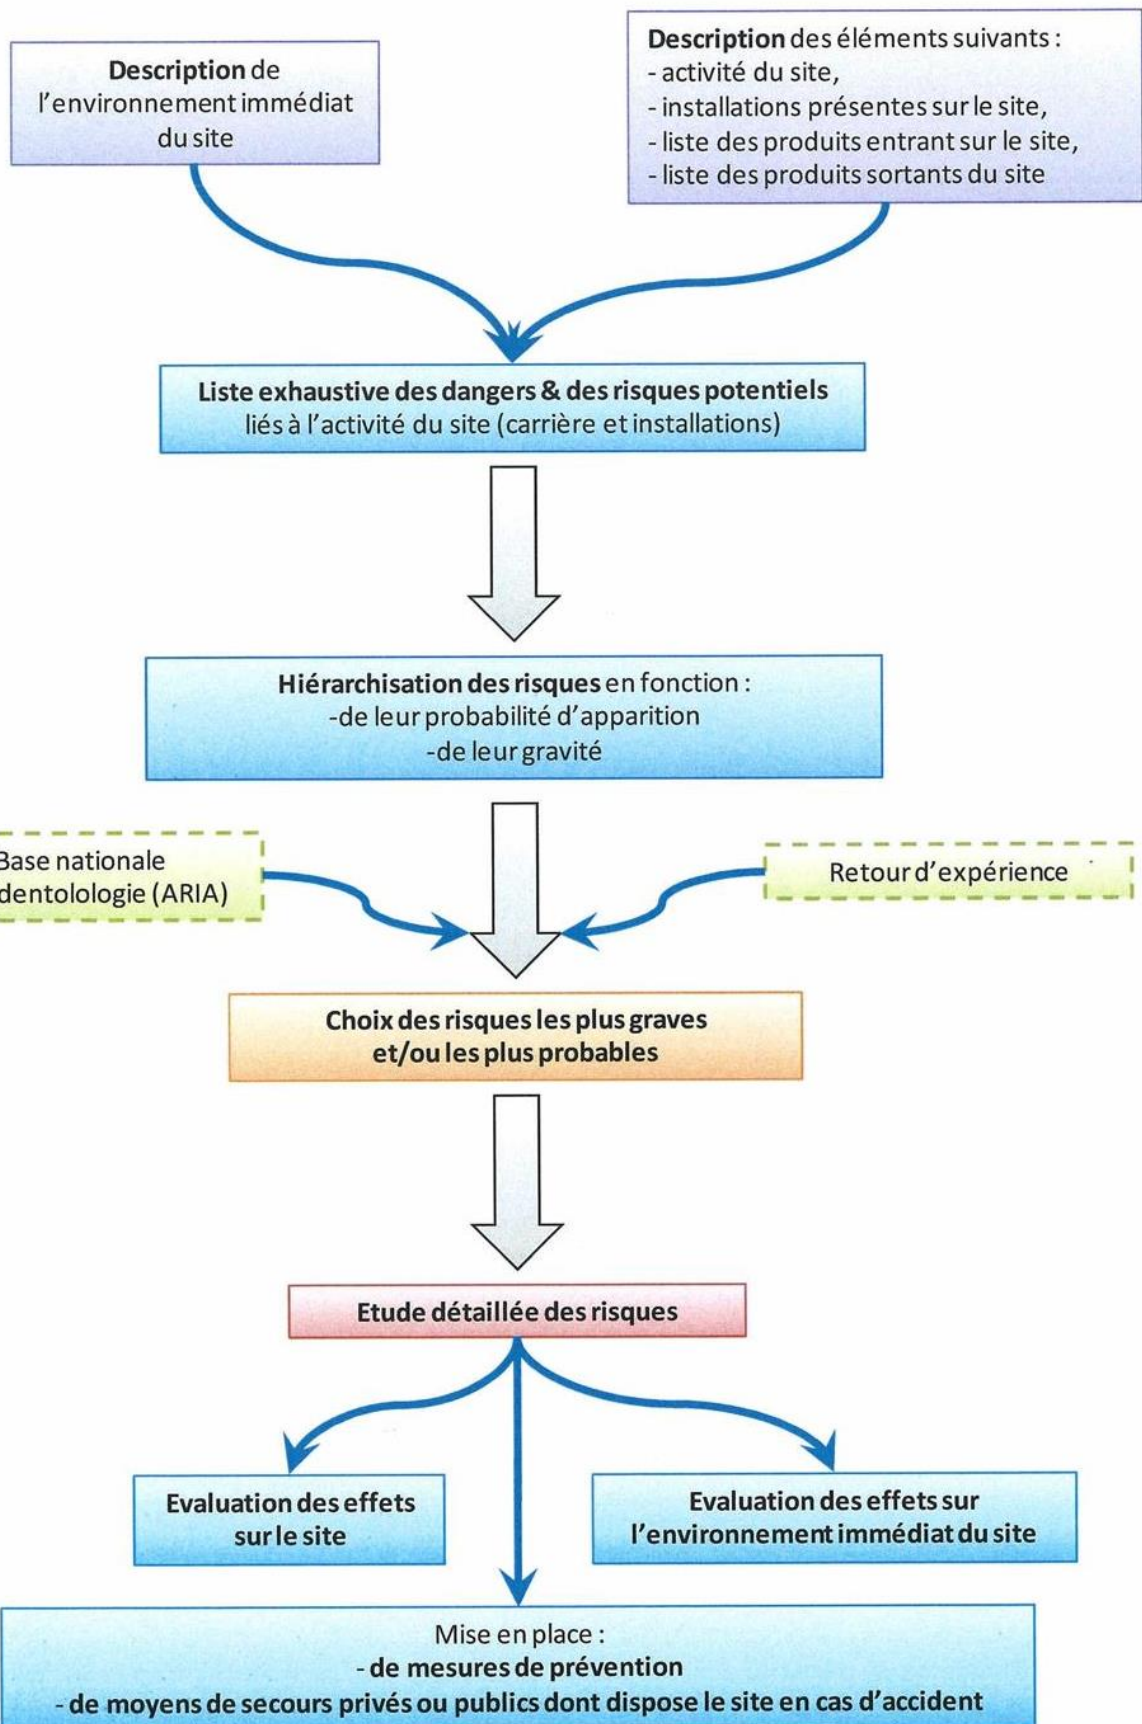 Description de
l'environnement immédiat
du site
Description des éléments suivants :
- activité du site,
- installations présentes sur le site,
- liste des produits entrant sur le site,
- liste des produits sortants du site
Liste exhaustive des dangers & des risques potentiels
liés à l'activité du site (carrière et installations)
Hiérarchisation des risques en fonction :
-de leur probabilité d'apparition
-de leur gravité
Base nationale
dentolologie (ARIA)
Retour d'expérience
Choix des risques les plus graves
et/ou les plus probables
Etude détaillée des risques
Evaluation des effets
sur le site
Evaluation des effets sur
l'environnement immédiat du site
Mise en place :
- de mesures de prévention
- de moyens de secours privés ou publics dont dispose le site en cas d'accident